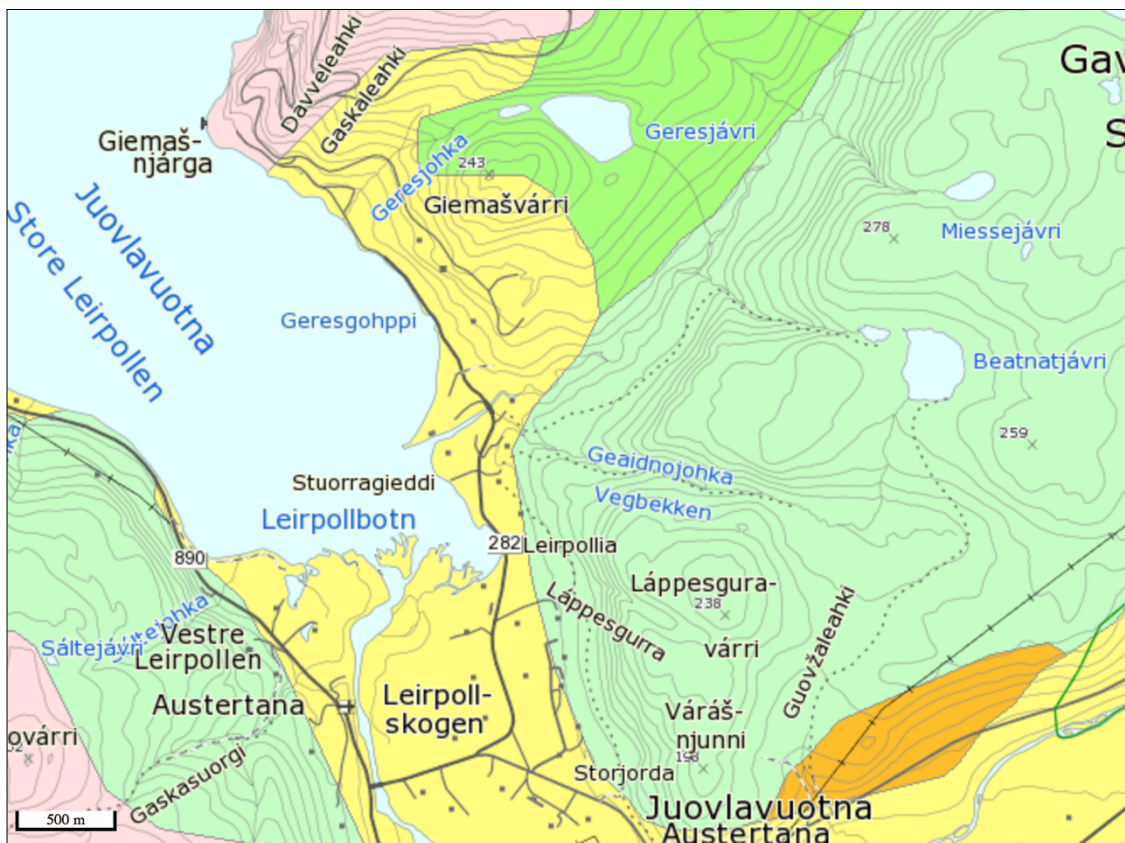 Davveleahki
Gaskaleahki
Giemaš-
njárga
Geresjohka
243
Giemašvárri
Geresjávri
278
Miessejávri
Juovlavuotna
Store Leirpollen
Geresgohppi
Beatnatjávri
259
Geaidnojohka
Vegbekken
Stuorragieddi
Leirpollbotn
890
282
Leirpollia
Láppesgurra
Láppesgura-
238
várri
Guovžaleahki
Sáltejávri
Vestre
Leirpollen
Austertana
Leirpoll-
skogen
Váráš-
njunni
198
ovárri
Gaskasuorgi
Storjorda
Juovlavuotna
Austertana
500 m